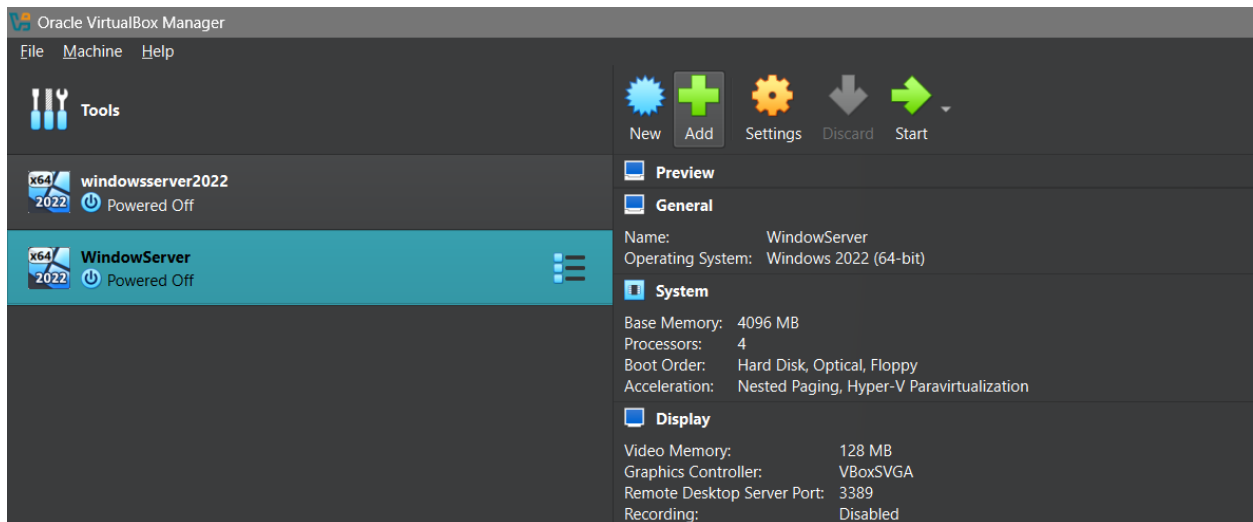 Oracle VirtualBox Manager
File Machine Help
Tools
New Add Settings Discard Start
x64 2022 windowsserver2022
Powered Off
x64 2022 WindowServer
Powered Off
Preview
General
Name: WindowServer
Operating System: Windows 2022 (64-bit)
System
Base Memory: 4096 MB
Processors: 4
Boot Order: Hard Disk, Optical, Floppy
Acceleration: Nested Paging, Hyper-V Paravirtualization
Display
Video Memory: 128 MB
Graphics Controller: VBoxSVGA
Remote Desktop Server Port: 3389
Recording: Disabled